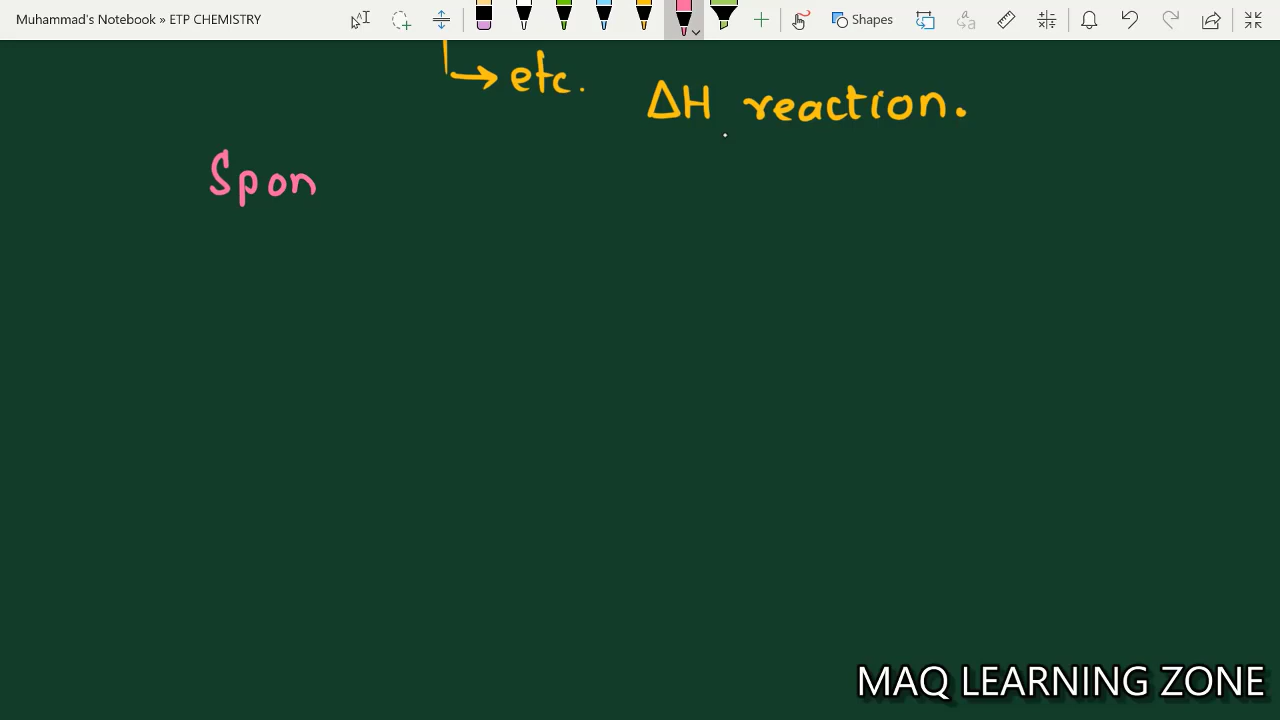 Muhammad's Notebook » ETP CHEMISTRY
Shapes
etc.
ΔH reaction.
Spon
MAQ LEARNING ZONE